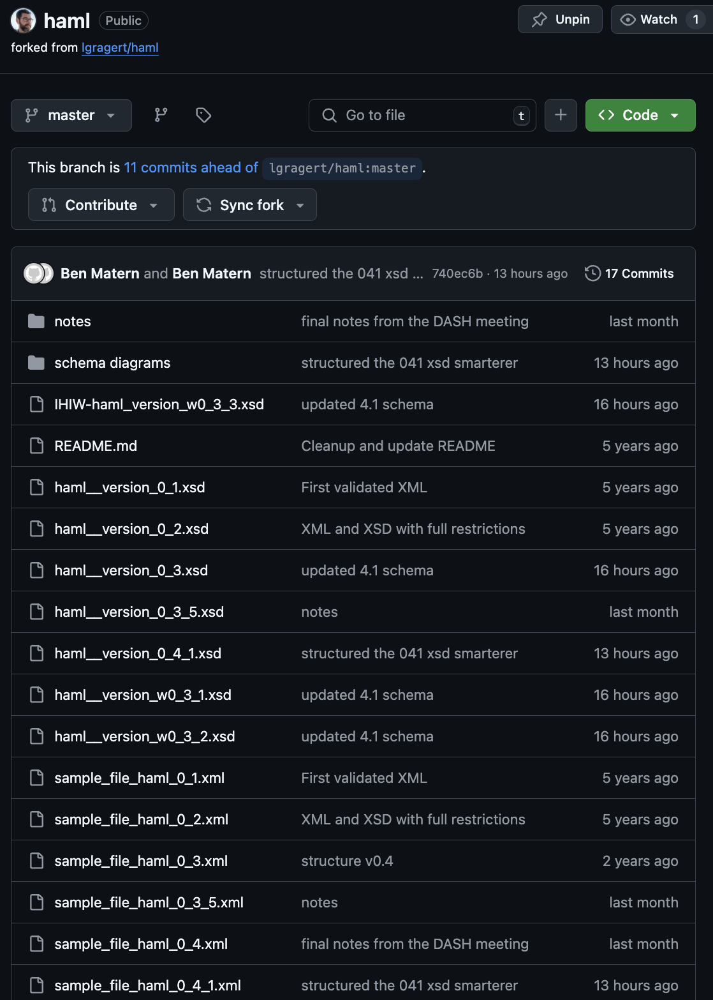 haml Public Unpin Watch 1
forked from lgragert/haml
master Go to file t Code
This branch is 11 commits ahead of lgragert/haml:master .
Contribute Sync fork
Ben Matern and Ben Matern structured the 041 xsd ... 740ec6b · 13 hours ago 17 Commits
notes final notes from the DASH meeting last month
schema diagrams structured the 041 xsd smarterer 13 hours ago
IHIW-haml_version_w0_3_3.xsd updated 4.1 schema 16 hours ago
README.md Cleanup and update README 5 years ago
haml__version_0_1.xsd First validated XML 5 years ago
haml__version_0_2.xsd XML and XSD with full restrictions 5 years ago
haml__version_0_3.xsd updated 4.1 schema 16 hours ago
haml__version_0_3_5.xsd notes last month
haml__version_0_4_1.xsd structured the 041 xsd smarterer 13 hours ago
haml__version_w0_3_1.xsd updated 4.1 schema 16 hours ago
haml__version_w0_3_2.xsd updated 4.1 schema 16 hours ago
sample_file_haml_0_1.xml First validated XML 5 years ago
sample_file_haml_0_2.xml XML and XSD with full restrictions 5 years ago
sample_file_haml_0_3.xml structure v0.4 2 years ago
sample_file_haml_0_3_5.xml notes last month
sample_file_haml_0_4.xml final notes from the DASH meeting last month
sample_file_haml_0_4_1.xml structured the 041 xsd smarterer 13 hours ago